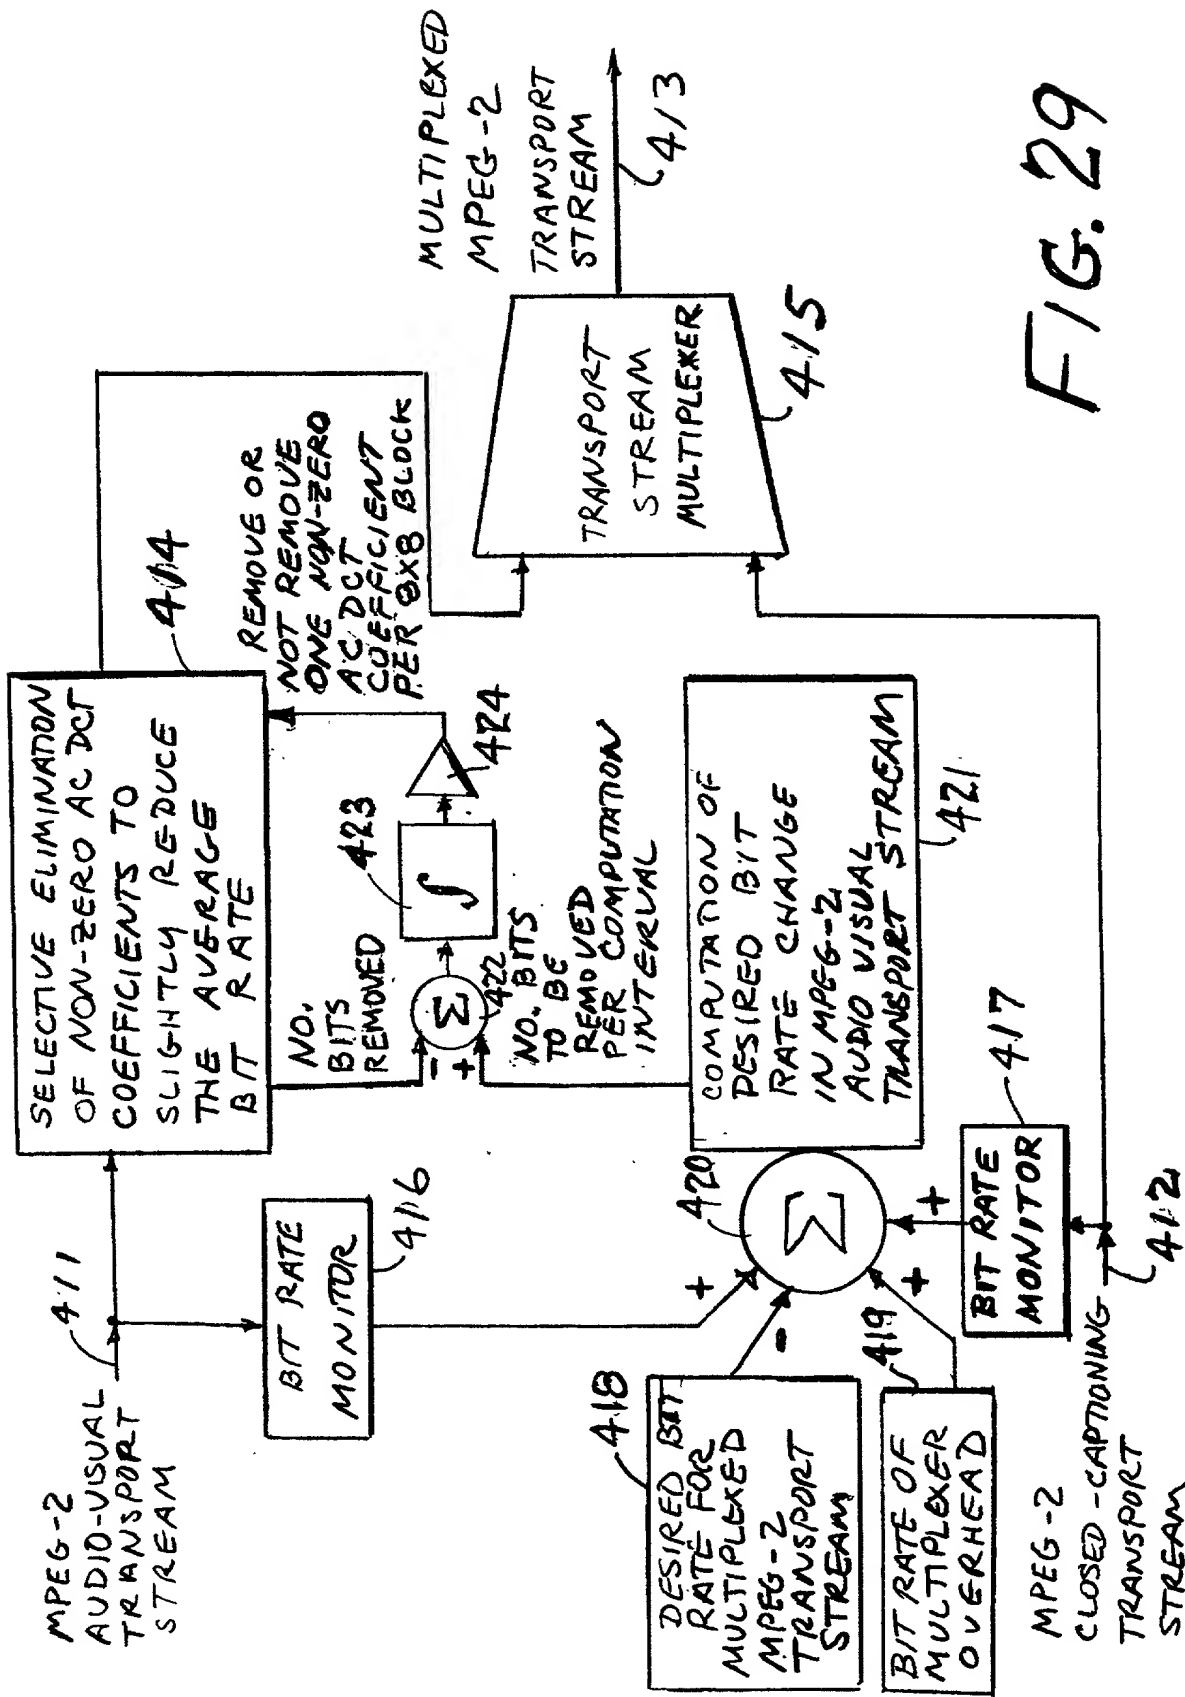 MPEG-2
AUDIO-VISUAL
TRANSPORT
STREAM
411
SELECTIVE ELIMINATION
OF NON-ZERO AC DCT
COEFFICIENTS TO
SLIGHTLY REDUCE
THE AVERAGE
BIT RATE
414
BIT RATE
MONITOR
416
NO.
BITS
REMOVED
-
+
Σ
422
∫
423
424
REMOVE OR
NOT REMOVE
ONE NON-ZERO
AC DCT
COEFFICIENT
PER 8X8 BLOCK
NO. BITS
TO BE
REMOVED
PER COMPUTATION
INTERVAL
MULTIPLEXED
MPEG-2
TRANSPORT
STREAM
413
TRANSPORT
STREAM
MULTIPLEXER
415
DESIRED BIT
RATE FOR
MULTIPLEXED
MPEG-2
TRANSPORT
STREAM
418
+
-
+
+
Σ
420
COMPUTATION OF
DESIRED BIT
RATE CHANGE
IN MPEG-2
AUDIO VISUAL
TRANSPORT STREAM
421
BIT RATE OF
MULTIPLEXER
OVERHEAD
419
BIT RATE
MONITOR
417
MPEG-2
CLOSED-CAPTIONING
TRANSPORT
STREAM
412
FIG. 29